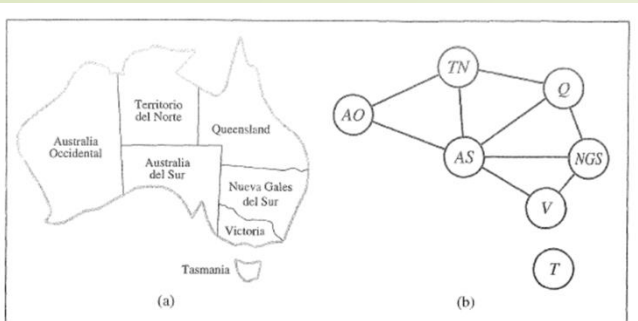 Australia
Occidental
Territorio
del Norte
Queensland
Australia
del Sur
Nueva Gales
del Sur
Victoria
Tasmania
(a)
TN
Q
AO
AS
NGS
V
T
(b)